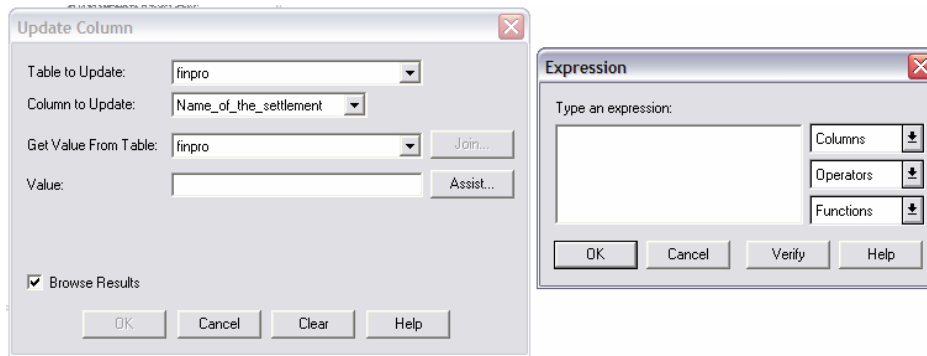 Update Column
Table to Update: finpro
Column to Update: Name_of_the_settlement
Get Value From Table: finpro Join...
Value: Assist...
Browse Results
OK Cancel Clear Help
Expression
Type an expression:
Columns
Operators
Functions
OK Cancel Verify Help